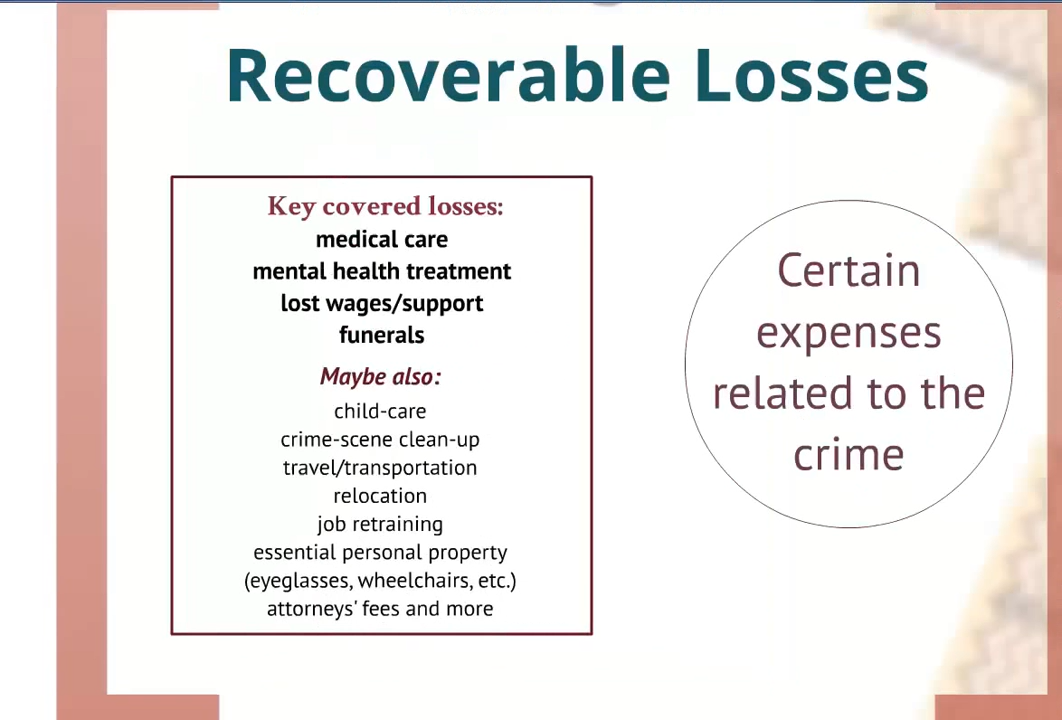 Recoverable Losses
Key covered losses:
medical care
mental health treatment
lost wages/support
funerals
Maybe also:
child-care
crime-scene clean-up
travel/transportation
relocation
job retraining
essential personal property
(eyeglasses, wheelchairs, etc.)
attorneys' fees and more
Certain
expenses
related to the
crime